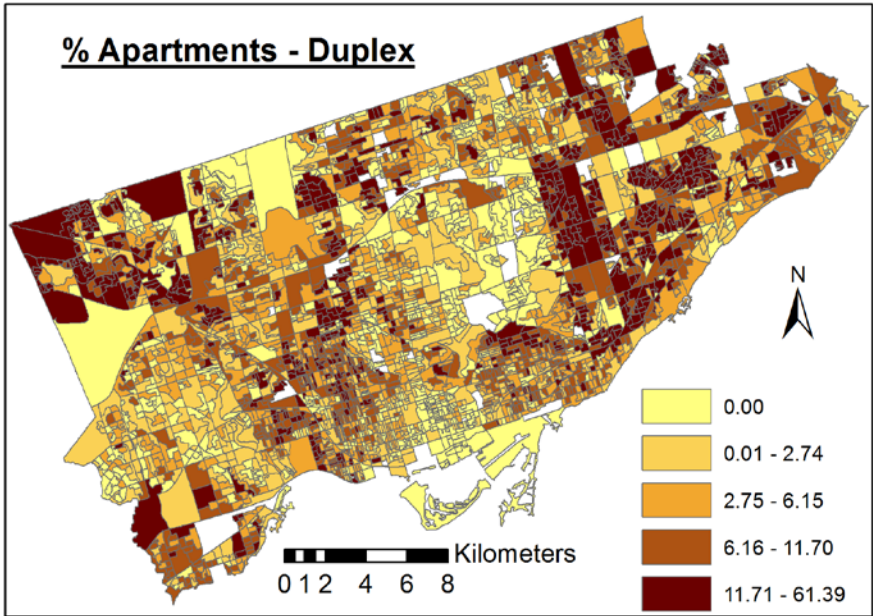 % Apartments - Duplex
N
0.00
0.01 - 2.74
2.75 - 6.15
6.16 - 11.70
11.71 - 61.39
Kilometers
0 1 2 4 6 8